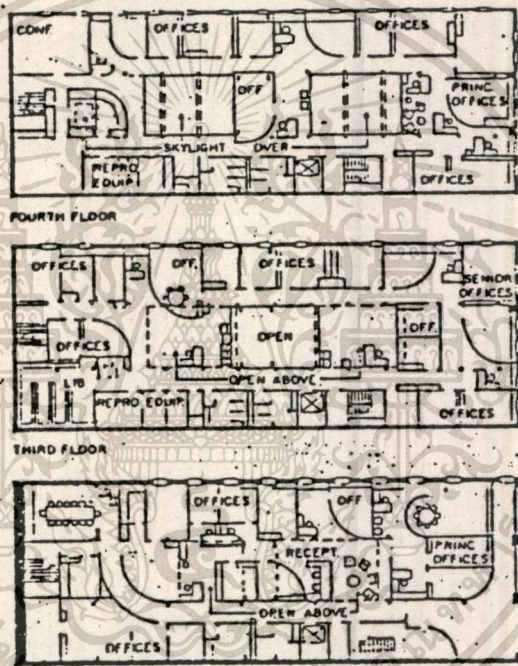 CONF.
OFFICES
OFFICES
OFF
PRINC
OFFICES
SKYLIGHT OVER
REPRO
EQUIP
OFFICES
FOURTH FLOOR
OFFICES
OFF.
OFFICES
SENIOR
OFFICES
OFFICES
OPEN
OFF.
OPEN ABOVE
LIB
REPRO EQUIP
OFFICES
THIRD FLOOR
OFFICES
OFF
RECEPT.
PRINC
OFFICES
OPEN ABOVE
OFFICES